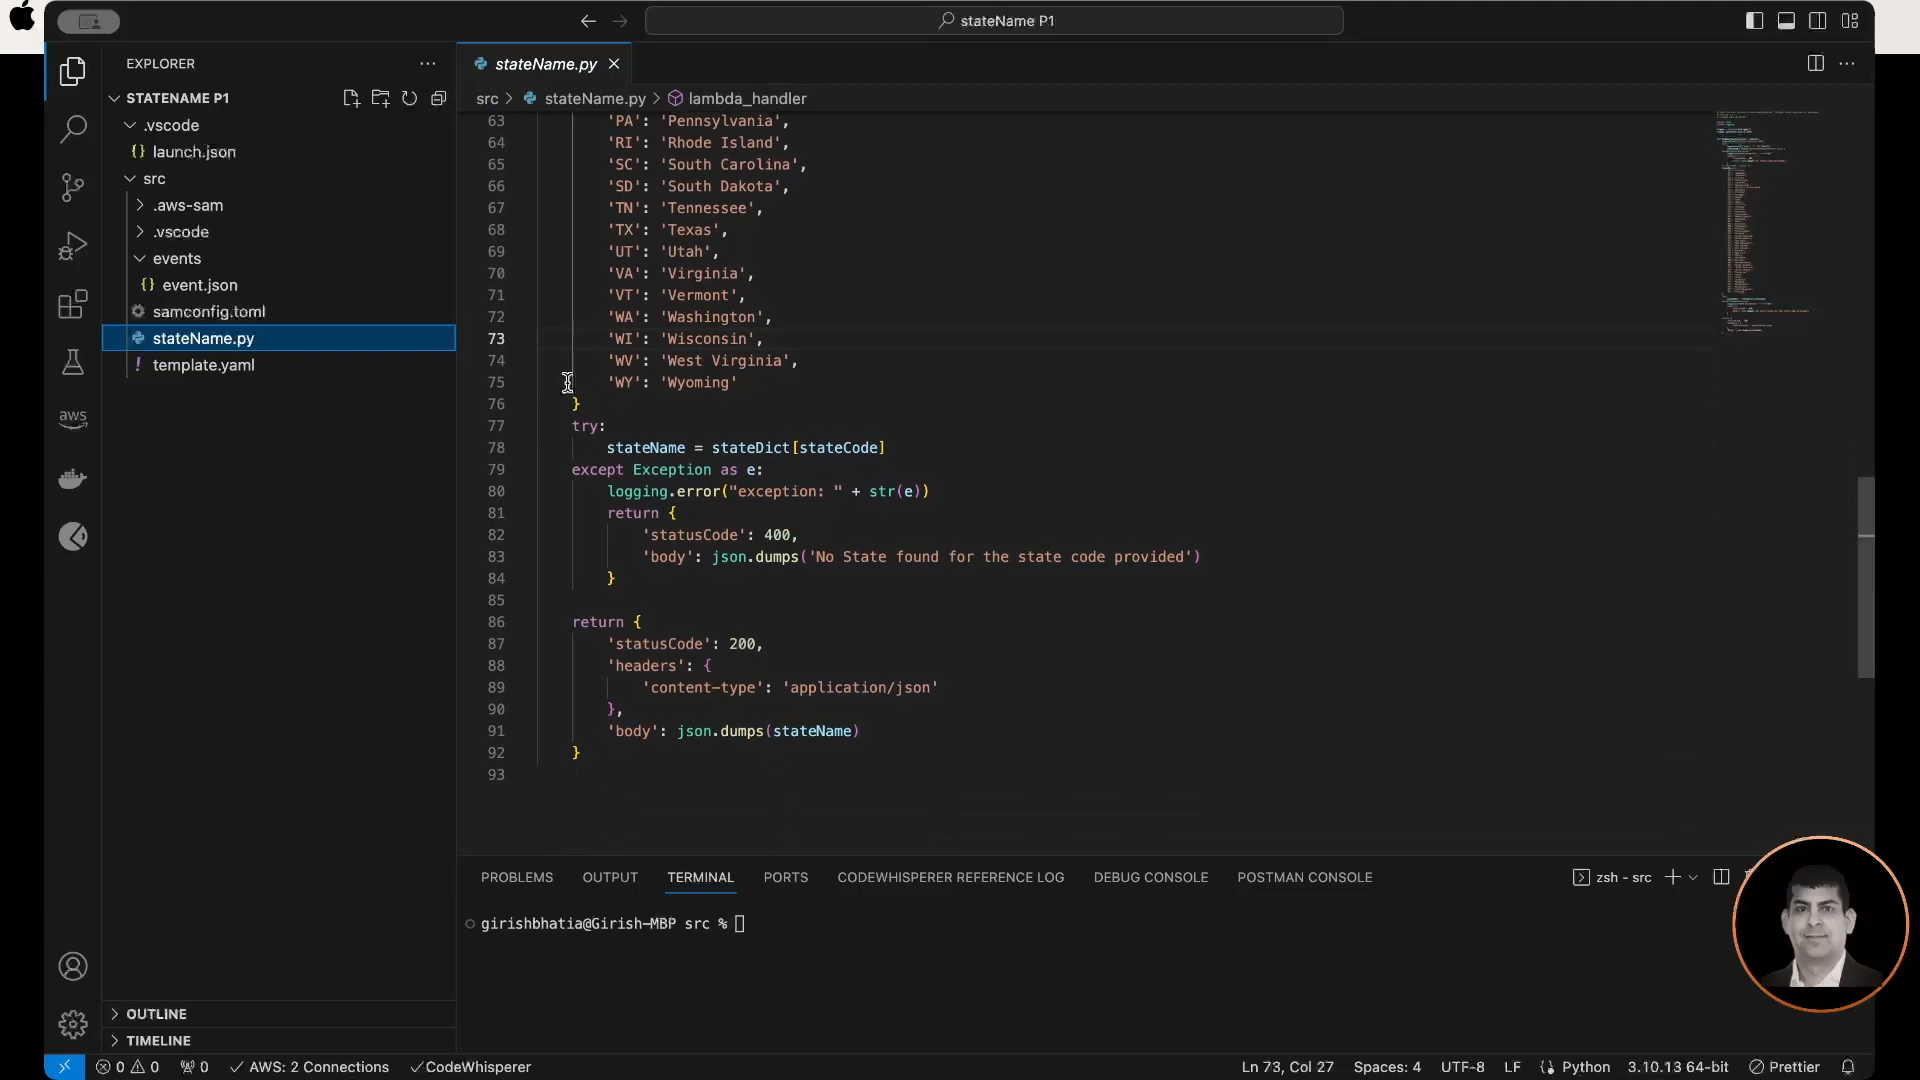 stateName P1
EXPLORER
stateName.py
STATENAME P1
src > stateName.py > lambda_handler
.vscode
launch.json
src
.aws-sam
.vscode
events
event.json
samconfig.toml
stateName.py
template.yaml
aws
63 'PA': 'Pennsylvania',
64 'RI': 'Rhode Island',
65 'SC': 'South Carolina',
66 'SD': 'South Dakota',
67 'TN': 'Tennessee',
68 'TX': 'Texas',
69 'UT': 'Utah',
70 'VA': 'Virginia',
71 'VT': 'Vermont',
72 'WA': 'Washington',
73 'WI': 'Wisconsin',
74 'WV': 'West Virginia',
75 'WY': 'Wyoming'
76 }
77 try:
78 stateName = stateDict[stateCode]
79 except Exception as e:
80 logging.error("exception: " + str(e))
81 return {
82 'statusCode': 400,
83 'body': json.dumps('No State found for the state code provided')
84 }
85
86 return {
87 'statusCode': 200,
88 'headers': {
89 'content-type': 'application/json'
90 },
91 'body': json.dumps(stateName)
92 }
93
PROBLEMS OUTPUT TERMINAL PORTS CODEWHISPERER REFERENCE LOG DEBUG CONSOLE POSTMAN CONSOLE
zsh - src
girishbhatia@Girish-MBP src %
OUTLINE
TIMELINE
0 0 0 AWS: 2 Connections CodeWhisperer Ln 73, Col 27 Spaces: 4 UTF-8 LF Python 3.10.13 64-bit Prettier